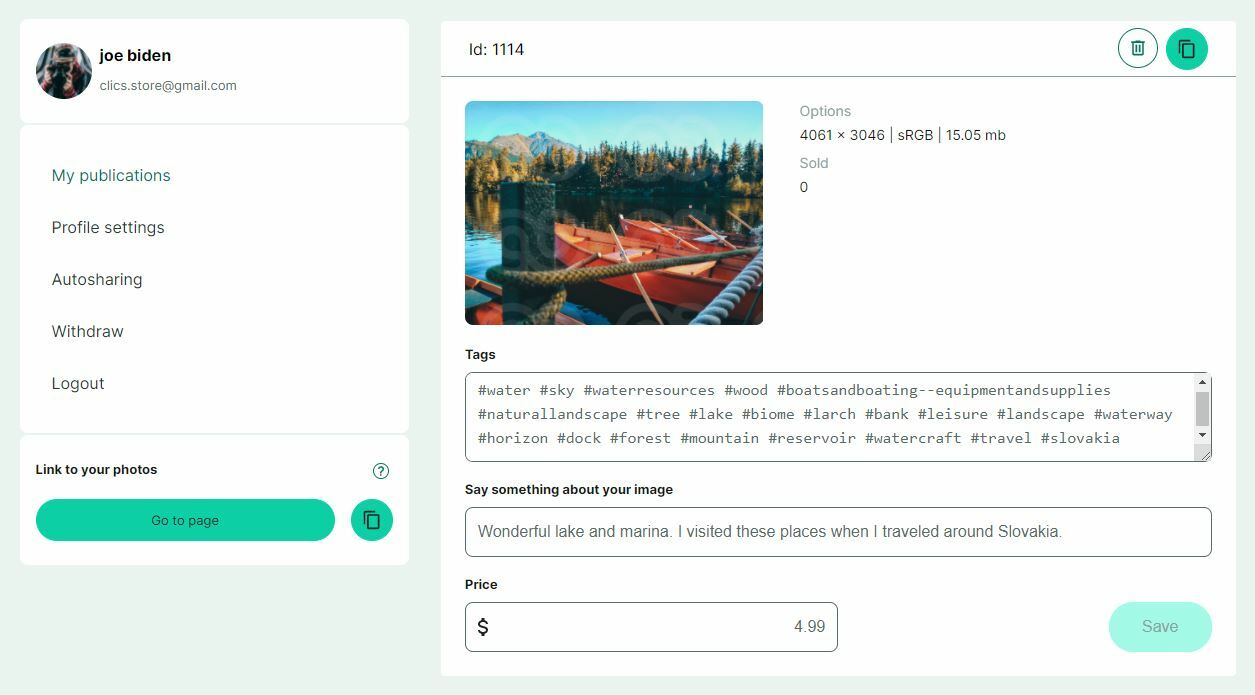 joe biden
clics.store@gmail.com
My publications
Profile settings
Autosharing
Withdraw
Logout
Link to your photos
?
Go to page
Id: 1114
Options
4061 × 3046 | sRGB | 15.05 mb
Sold
0
Tags
#water #sky #waterresources #wood #boatsandboating--equipmentandsupplies
#naturallandscape #tree #lake #biome #larch #bank #leisure #landscape #waterway
#horizon #dock #forest #mountain #reservoir #watercraft #travel #slovakia
Say something about your image
Wonderful lake and marina. I visited these places when I traveled around Slovakia.
Price
$ 4.99
Save